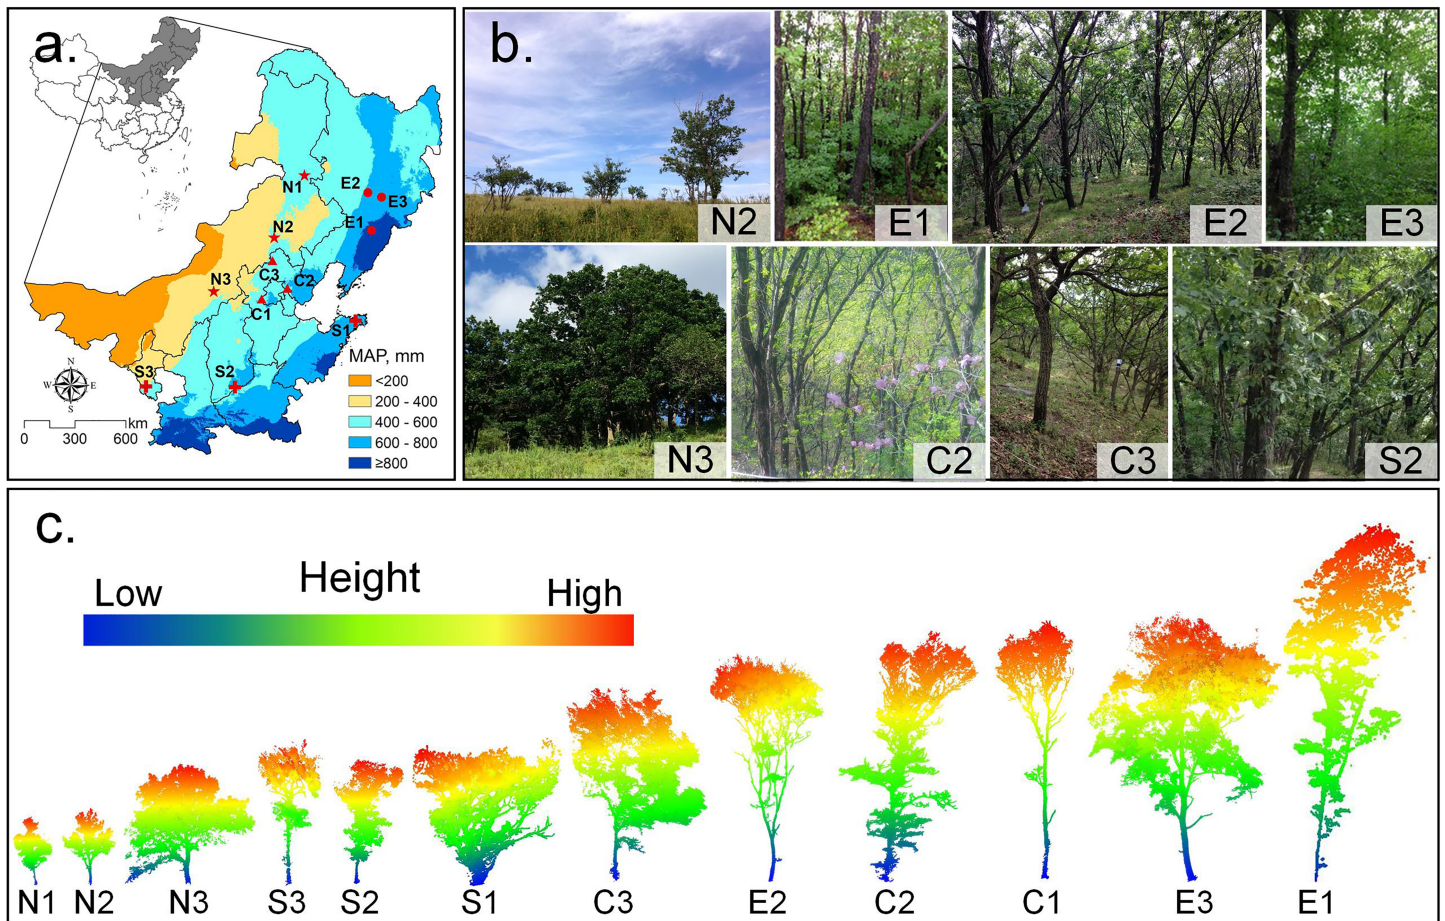 a.
N1
E2
E3
E1
N2
C3
C2
N3
C1
S1
S3
S2
N
W E
S
0 300 600 km
MAP, mm
<200
200 - 400
400 - 600
600 - 800
≥800
b.
N2
E1
E2
E3
N3
C2
C3
S2
c.
Height
Low High
N1 N2 N3 S3 S2 S1 C3 E2 C2 C1 E3 E1